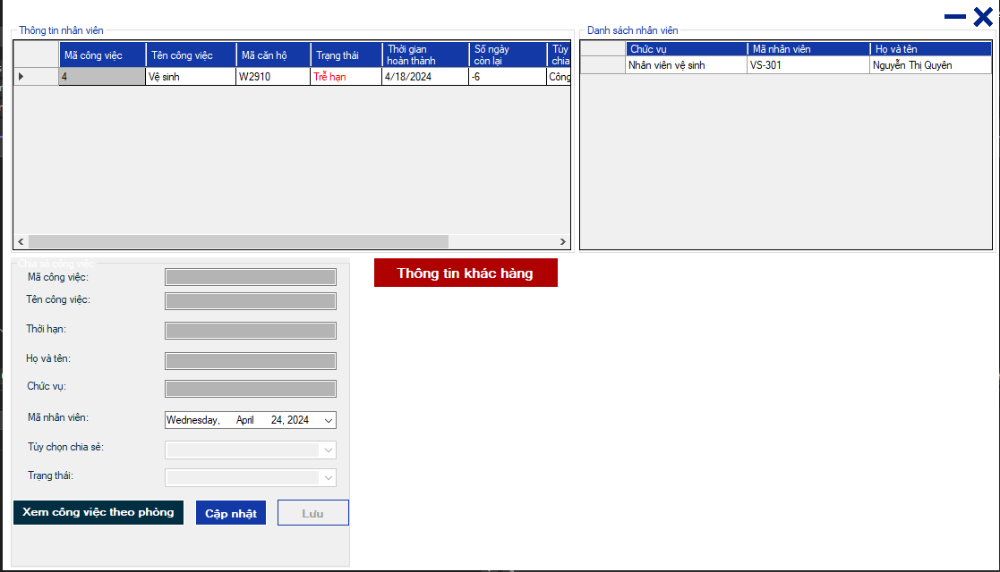 Thông tin nhân viên
Mã công việc Tên công việc Mã căn hộ Trạng thái Thời gian hoàn thành Số ngày còn lại Tùy chia
4 Vệ sinh W2910 Trễ hạn 4/18/2024 -6 Công
Danh sách nhân viên
Chức vụ Mã nhân viên Họ và tên
Nhân viên vệ sinh VS-301 Nguyễn Thị Quyên
Chia sẻ công việc
Mã công việc:
Tên công việc:
Thời hạn:
Họ và tên:
Chức vụ:
Mã nhân viên: Wednesday, April 24, 2024
Tùy chọn chia sẻ:
Trạng thái:
Xem công việc theo phòng Cập nhật Lưu
Thông tin khác hàng